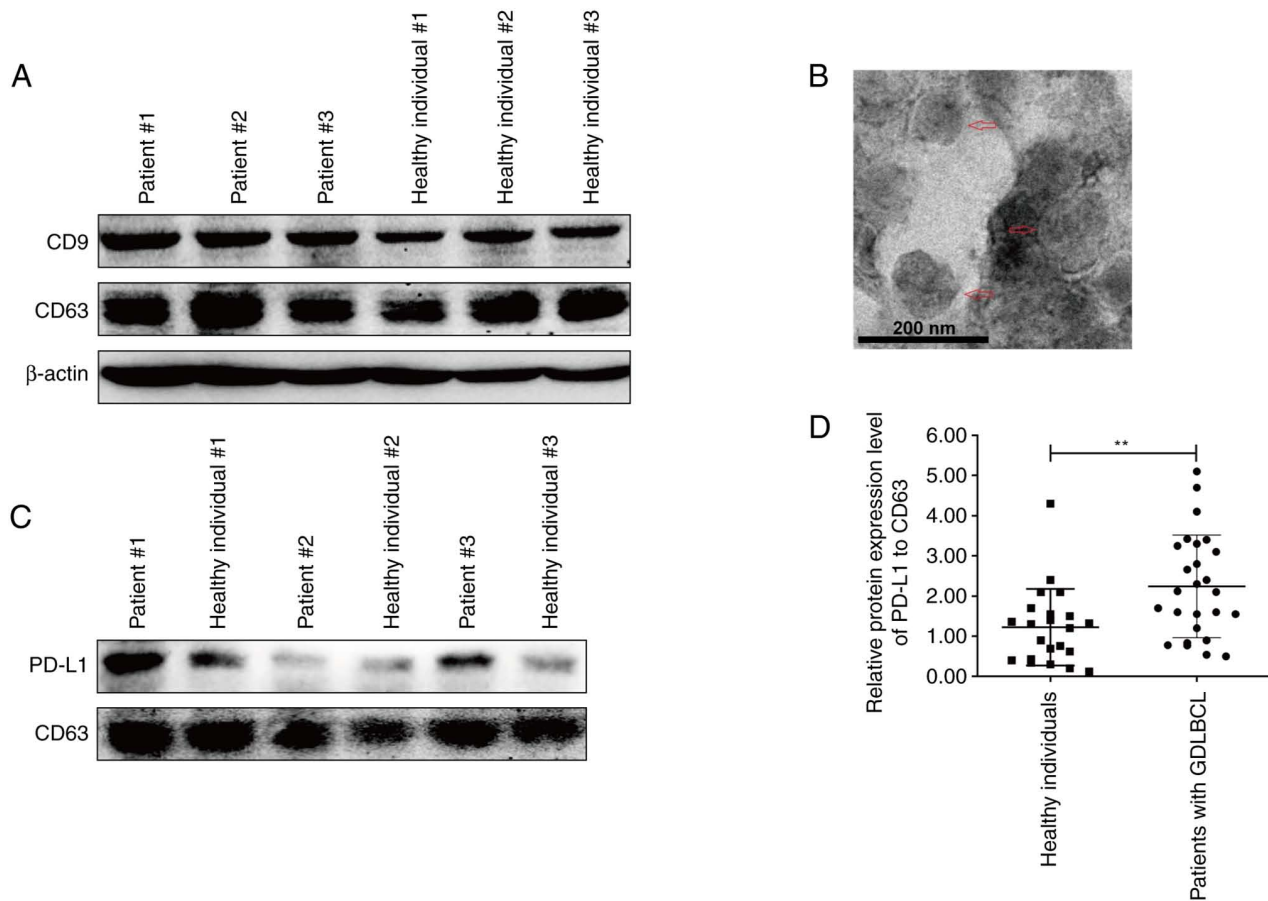 A
Patient #1
Patient #2
Patient #3
Healthy individual #1
Healthy individual #2
Healthy individual #3
CD9
CD63
β-actin
B
200 nm
C
Patient #1
Healthy individual #1
Patient #2
Healthy individual #2
Patient #3
Healthy individual #3
PD-L1
CD63
D
Relative protein expression level
of PD-L1 to CD63
6.00
5.00
4.00
3.00
2.00
1.00
0.00
**
Healthy individuals
Patients with GDLBCL